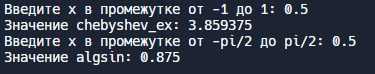 Введите x в промежутке от -1 до 1: 0.5
Значение chebyshev_ex: 3.859375
Введите x в промежутке от -pi/2 до pi/2: 0.5
Значение algsin: 0.875